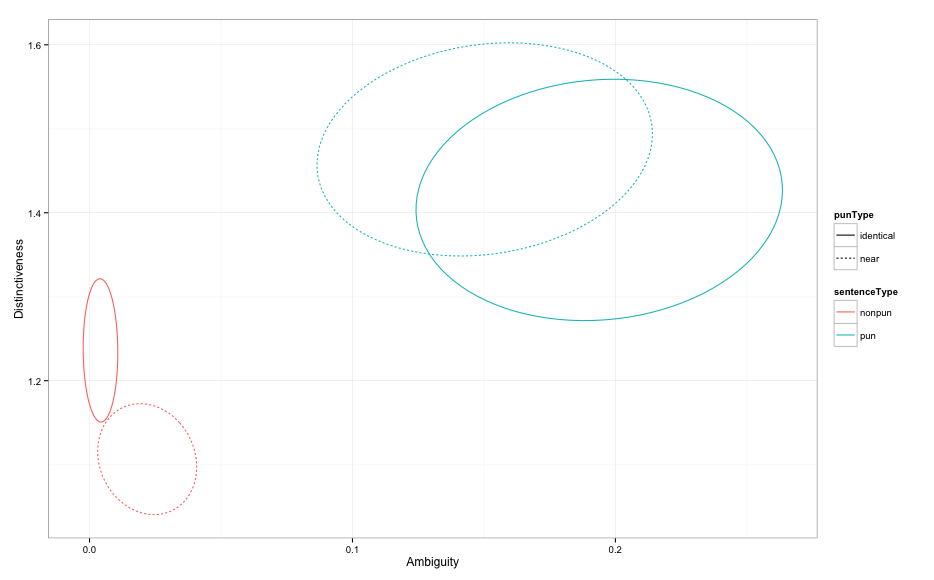 1.6
1.4
1.2
Distinctiveness
0.0
0.1
0.2
Ambiguity
punType
identical
near
sentenceType
nonpun
pun